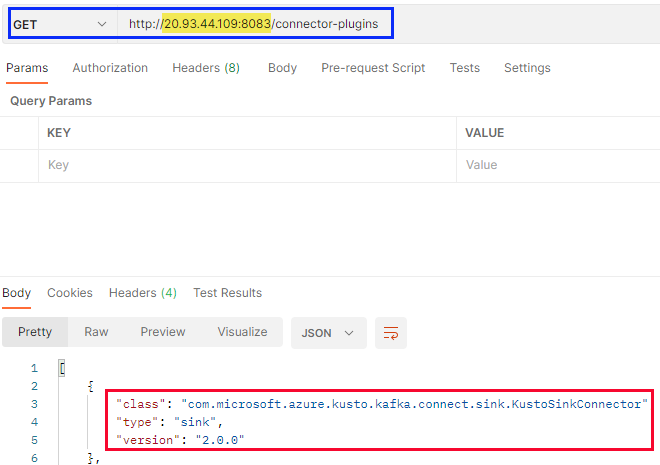 GET http://20.93.44.109:8083/connector-plugins
Params Authorization Headers (8) Body Pre-request Script Tests Settings
Query Params
KEY VALUE
Key Value
Body Cookies Headers (4) Test Results
Pretty Raw Preview Visualize JSON
1 [
2 {
3 "class": "com.microsoft.azure.kusto.kafka.connect.sink.KustoSinkConnector"
4 "type": "sink",
5 "version": "2.0.0"
6 },